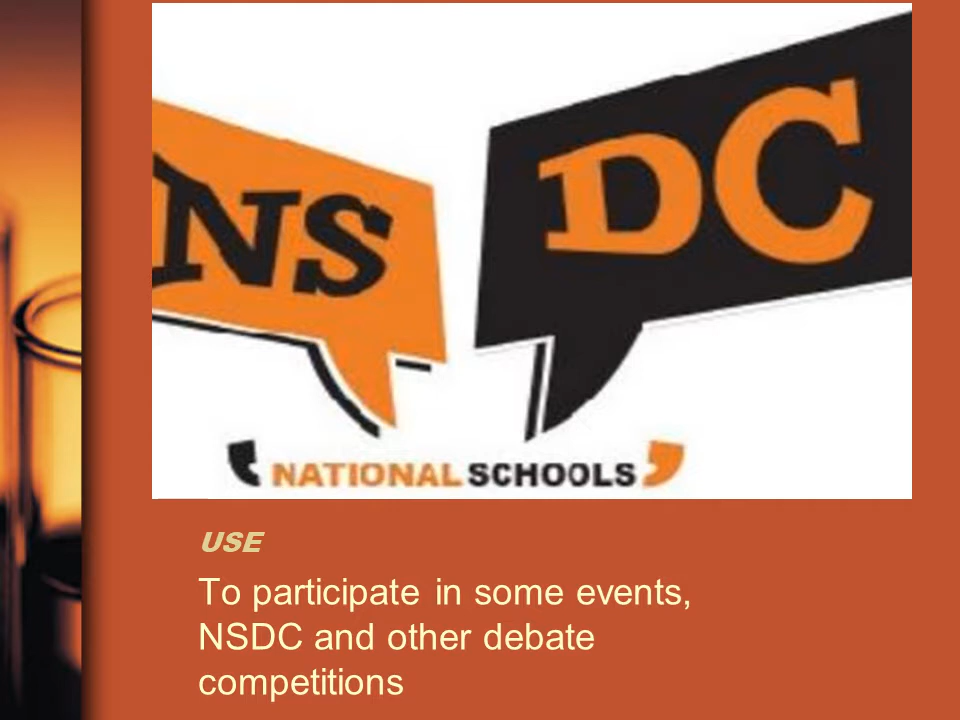 NS DC
NATIONAL SCHOOLS
USE
To participate in some events,
NSDC and other debate
competitions